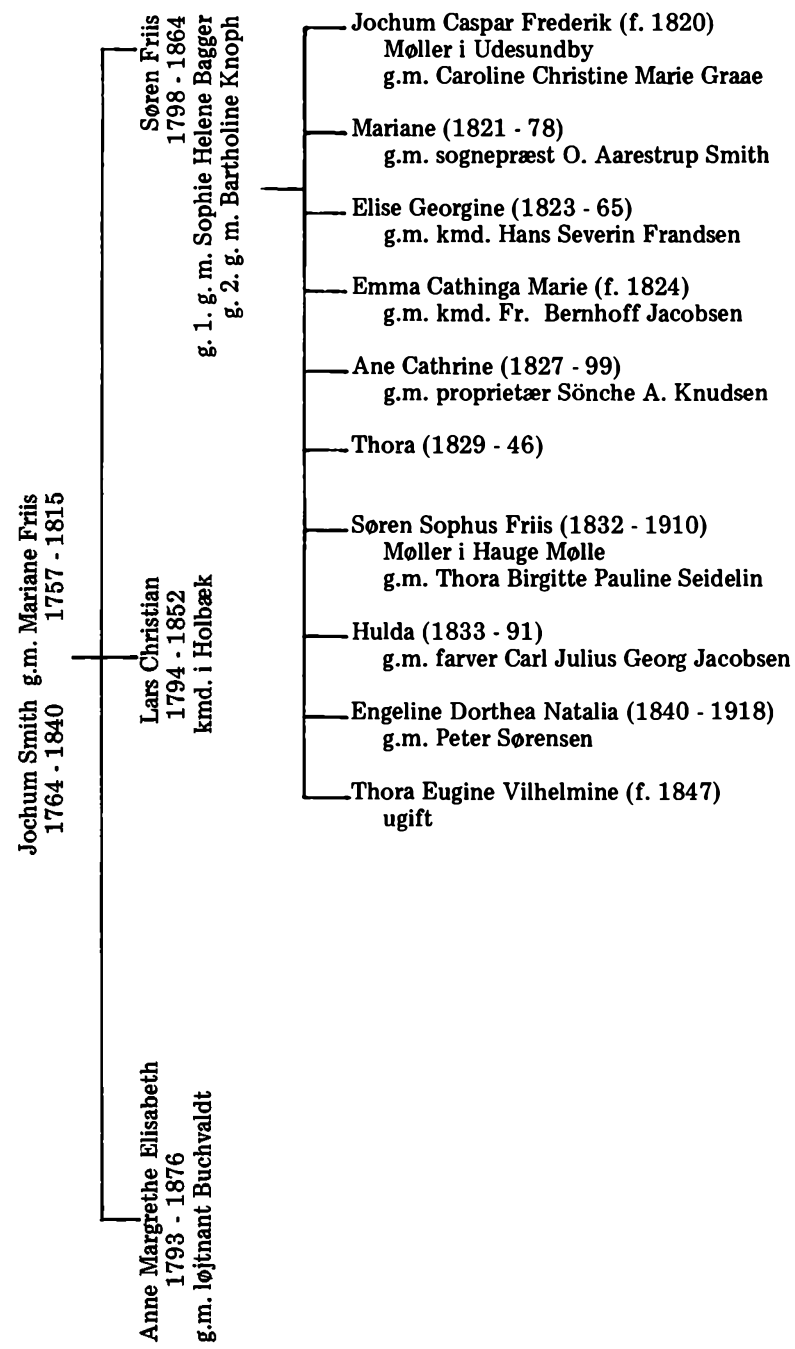 Jochum Smith g.m. Mariane Friis
1764 - 1840 1757 - 1815
Søren Friis
1798 - 1864
g. 1. g. m. Sophie Helene Bagger
g. 2. g. m. Bartholine Knoph
Lars Christian
1794 - 1852
kmd. i Holbæk
Anne Margrethe Elisabeth
1793 - 1876
g.m. løjtnant Buchvaldt
Jochum Caspar Frederik (f. 1820)
Møller i Udesundby
g.m. Caroline Christine Marie Graae
Mariane (1821 - 78)
g.m. sognepræst O. Aarestrup Smith
Elise Georgine (1823 - 65)
g.m. kmd. Hans Severin Frandsen
Emma Cathinga Marie (f. 1824)
g.m. kmd. Fr. Bernhoff Jacobsen
Ane Cathrine (1827 - 99)
g.m. proprietær Sönche A. Knudsen
Thora (1829 - 46)
Søren Sophus Friis (1832 - 1910)
Møller i Hauge Mølle
g.m. Thora Birgitte Pauline Seidelin
Hulda (1833 - 91)
g.m. farver Carl Julius Georg Jacobsen
Engeline Dorthea Natalia (1840 - 1918)
g.m. Peter Sørensen
Thora Eugine Vilhelmine (f. 1847)
ugift